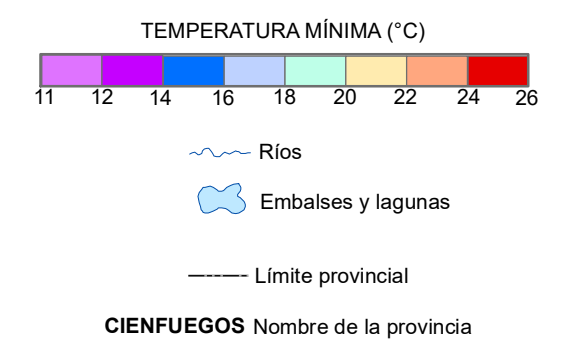 TEMPERATURA MÍNIMA (°C)
11 12 14 16 18 20 22 24 26
Ríos
Embalses y lagunas
Límite provincial
CIENFUEGOS Nombre de la provincia